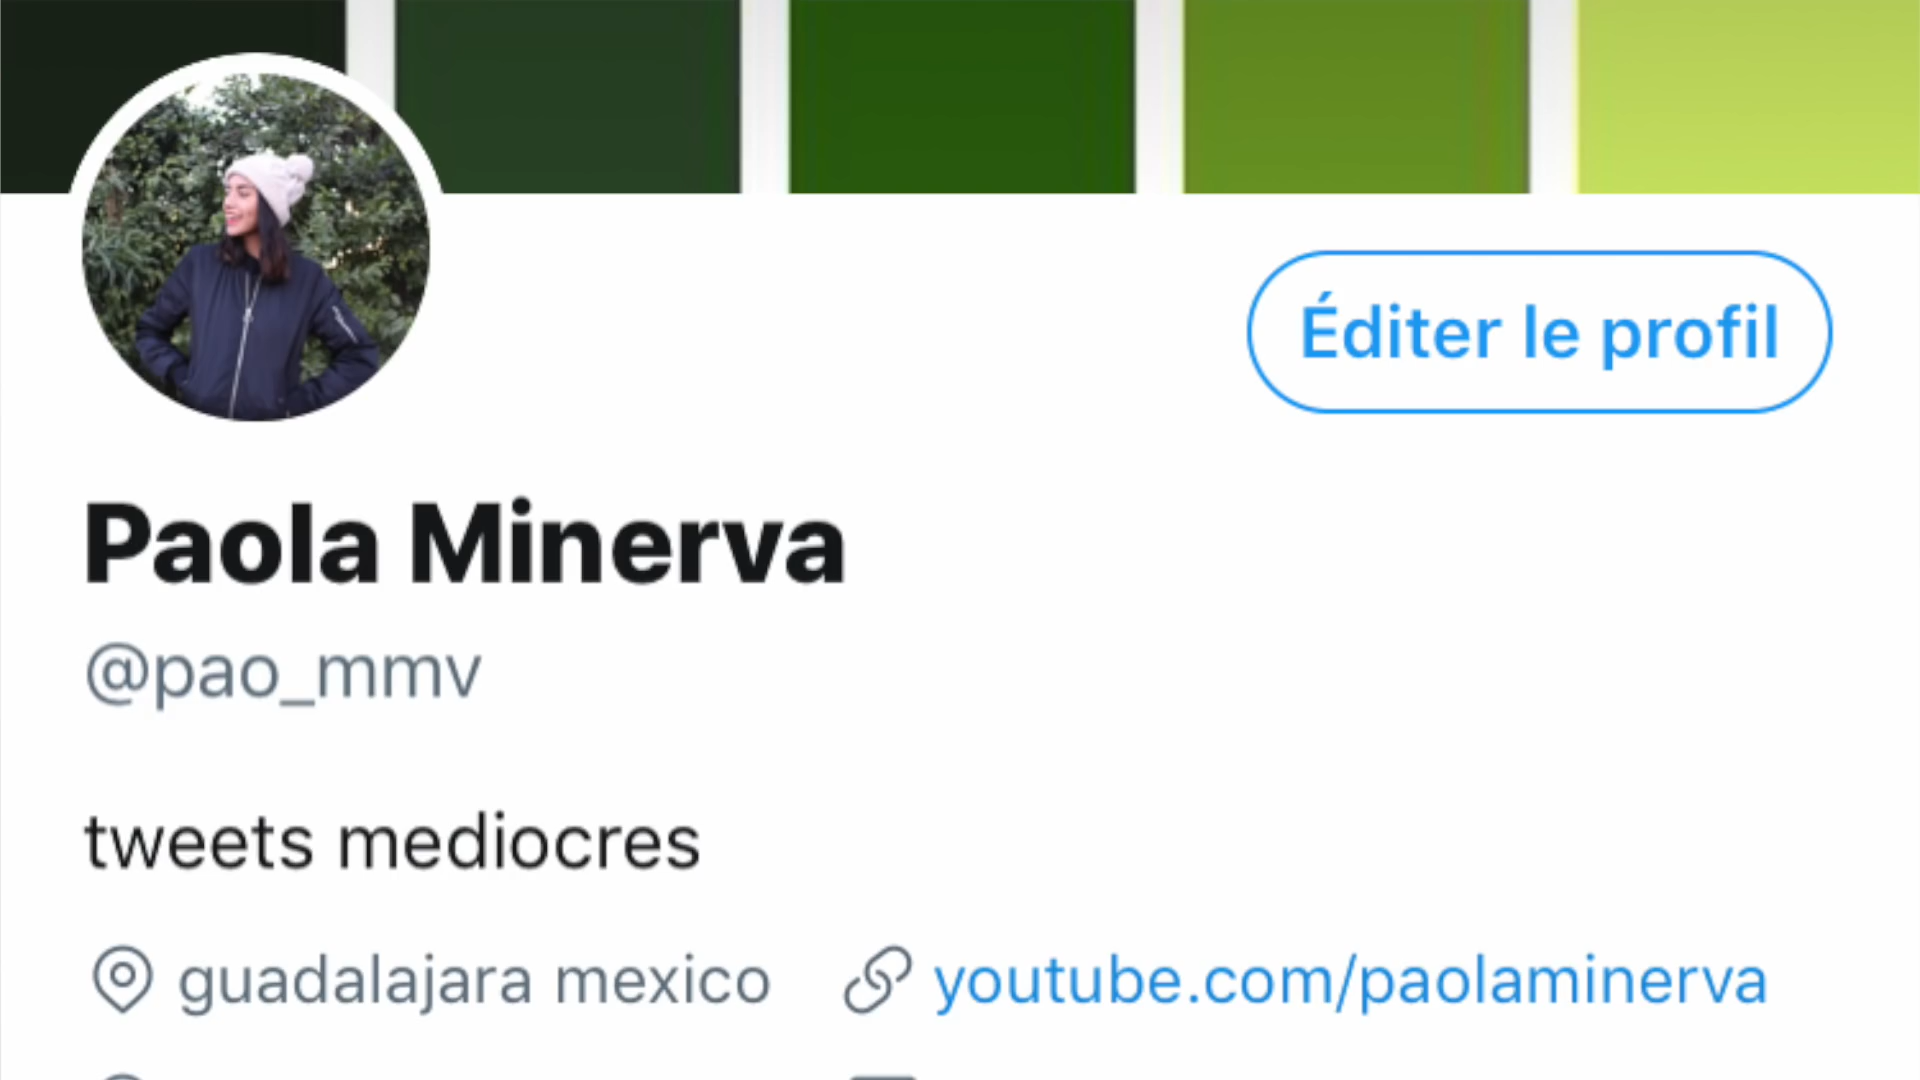 Éditer le profil
Paola Minerva
@pao_mmv
tweets mediocres
guadalajara mexico youtube.com/paolaminerva